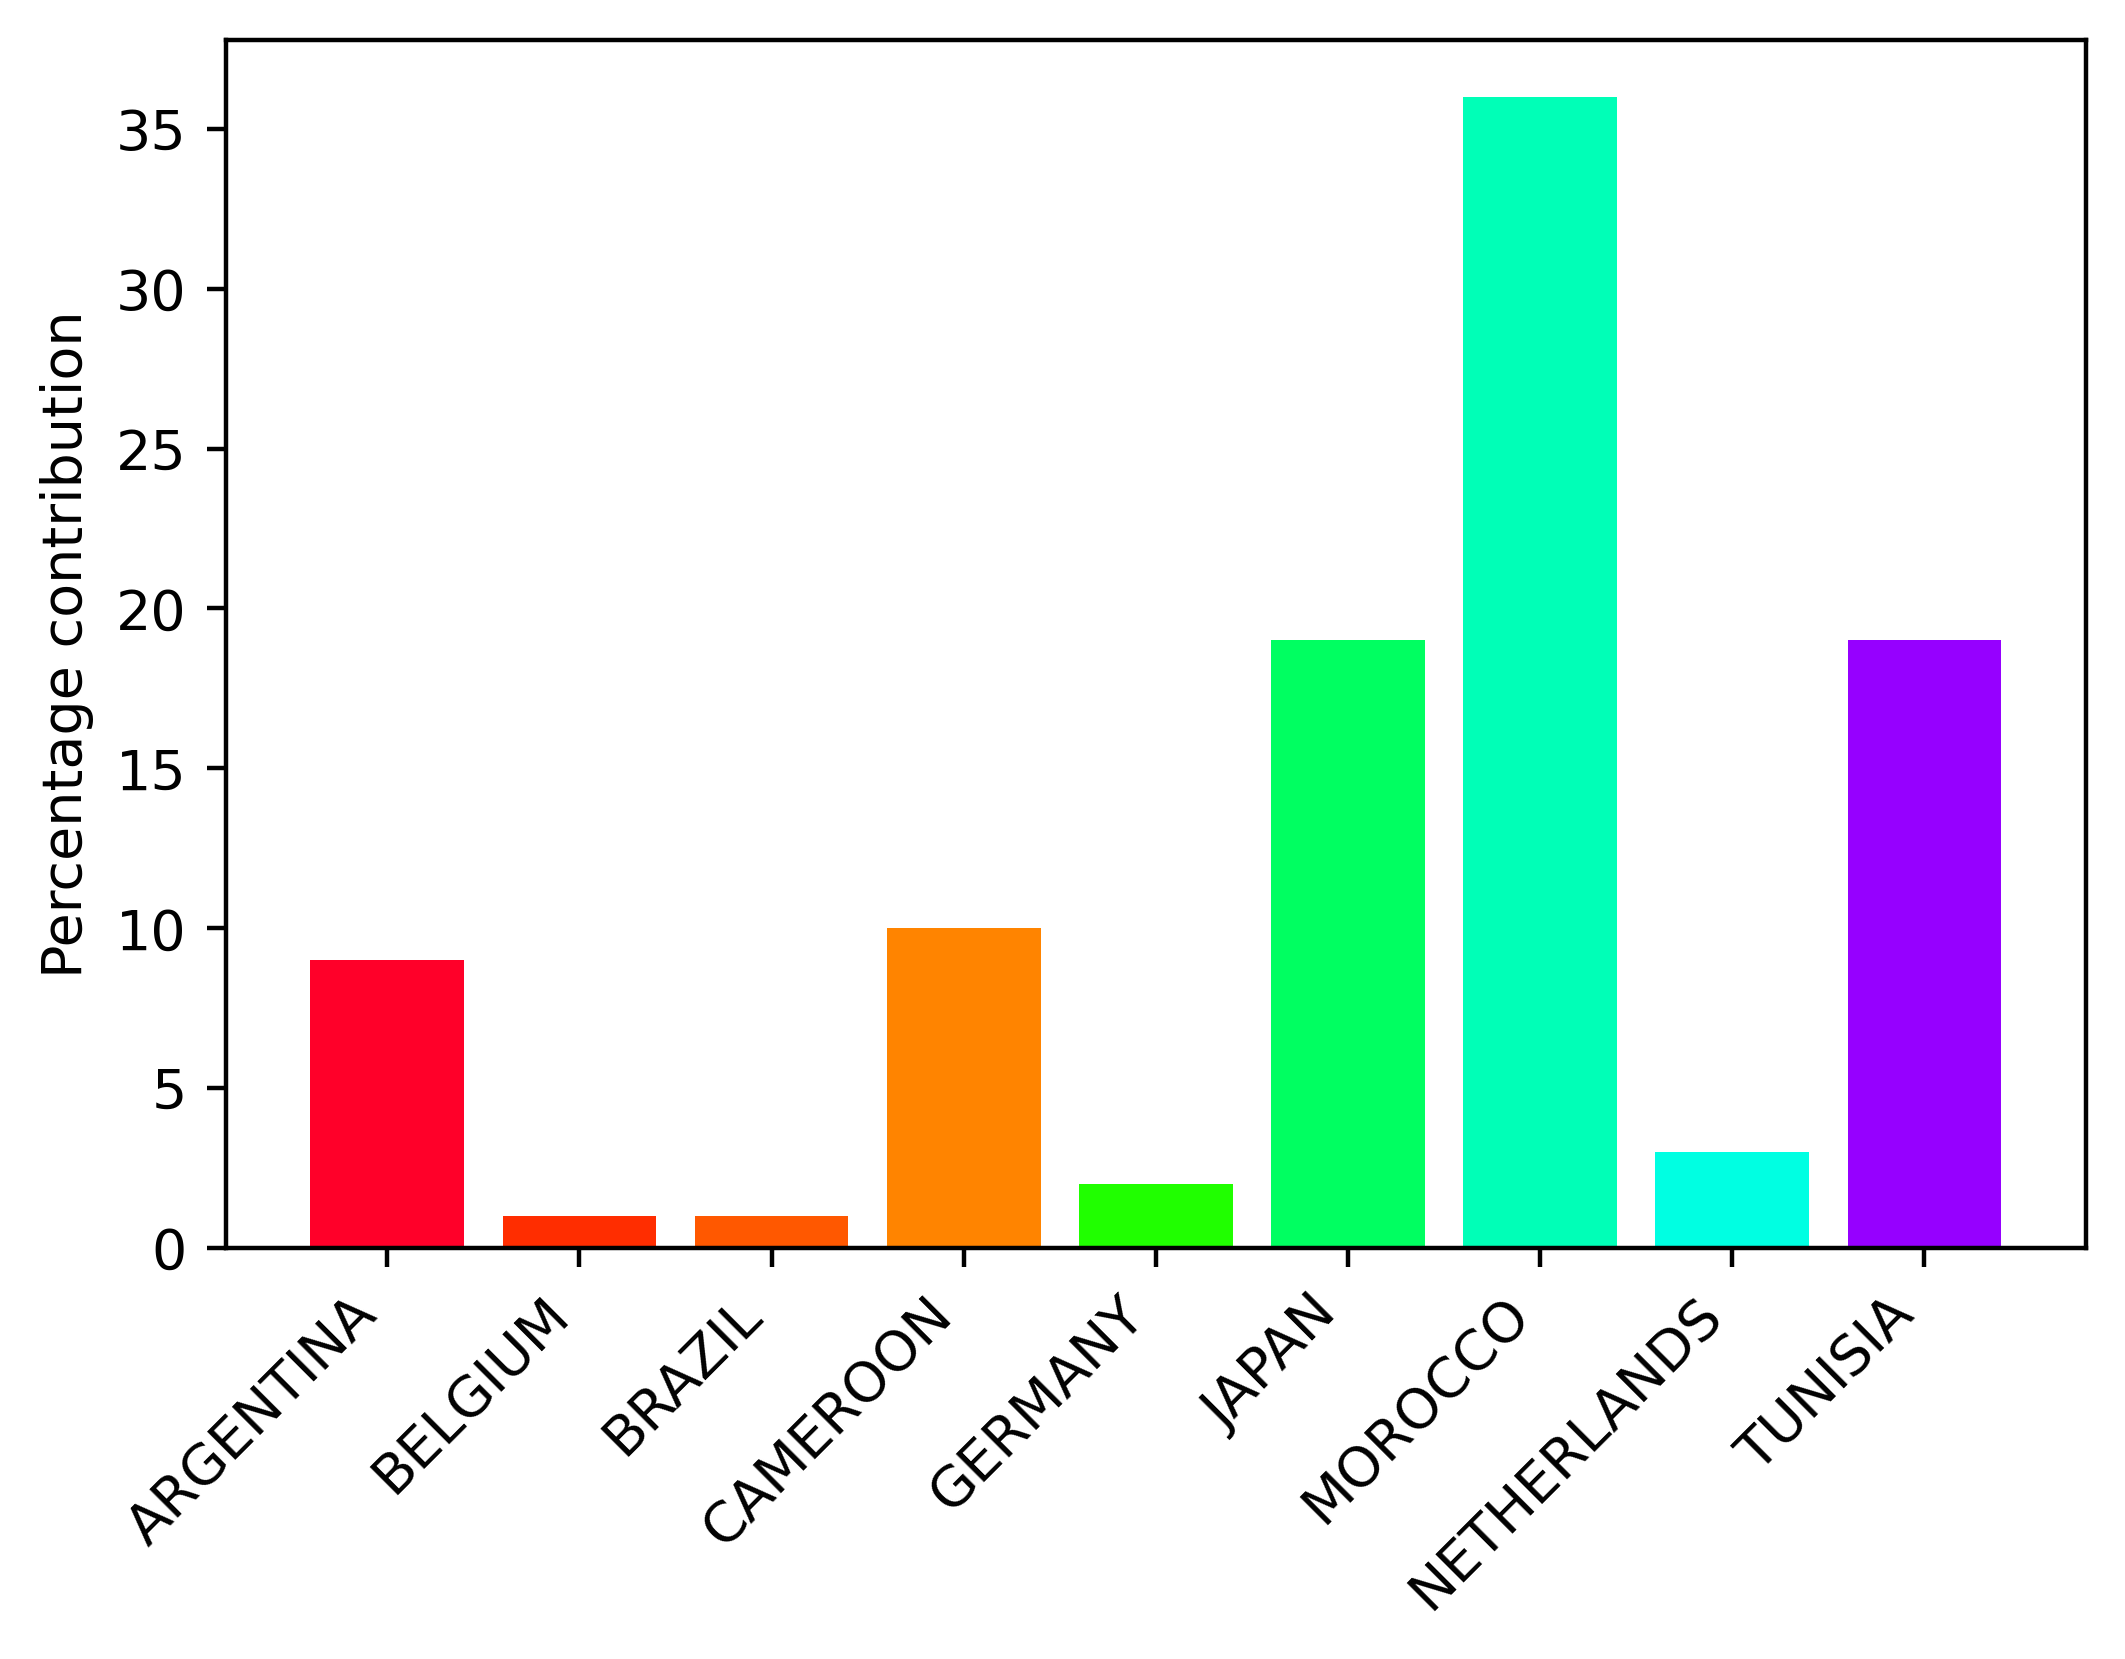 Percentage contribution
35
30
25
20
15
10
5
0
ARGENTINA
BELGIUM
BRAZIL
CAMEROON
GERMANY
JAPAN
MOROCCO
NETHERLANDS
TUNISIA